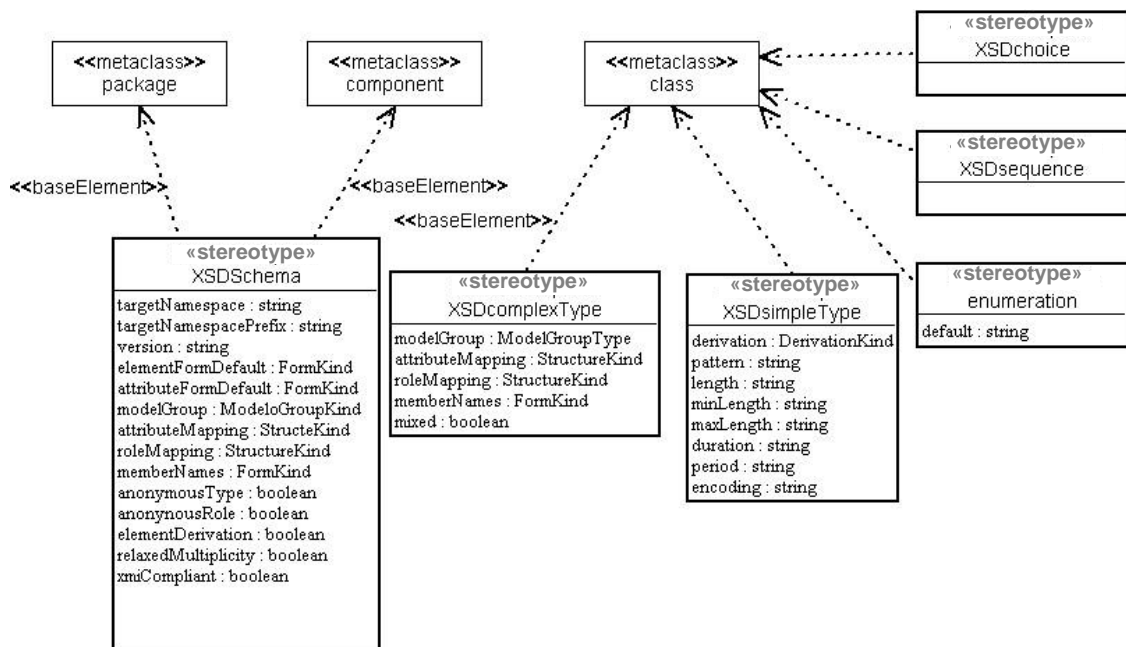 <<metaclass>>
package
<<metaclass>>
component
<<metaclass>>
class
«stereotype»
XSDchoice
«stereotype»
XSDsequence
<<baseElement>>
<<baseElement>>
<<baseElement>>
«stereotype»
XSDSchema
targetNamespace : string
targetNamespacePrefix : string
version : string
elementFormDefault : FormKind
attributeFormDefault : FormKind
modelGroup : ModeloGroupKind
attributeMapping : StructeKind
roleMapping : StructureKind
memberNames : FormKind
anonymousType : boolean
anonynousRole : boolean
elementDerivation : boolean
relaxedMultiplicity : boolean
xmiCompliant : boolean
«stereotype»
XSDcomplexType
modelGroup : ModelGroupType
attributeMapping : StructureKind
roleMapping : StructureKind
memberNames : FormKind
mixed : boolean
«stereotype»
XSDsimpleType
derivation : DerivationKind
pattern : string
length : string
minLength : string
maxLength : string
duration : string
period : string
encoding : string
«stereotype»
enumeration
default : string